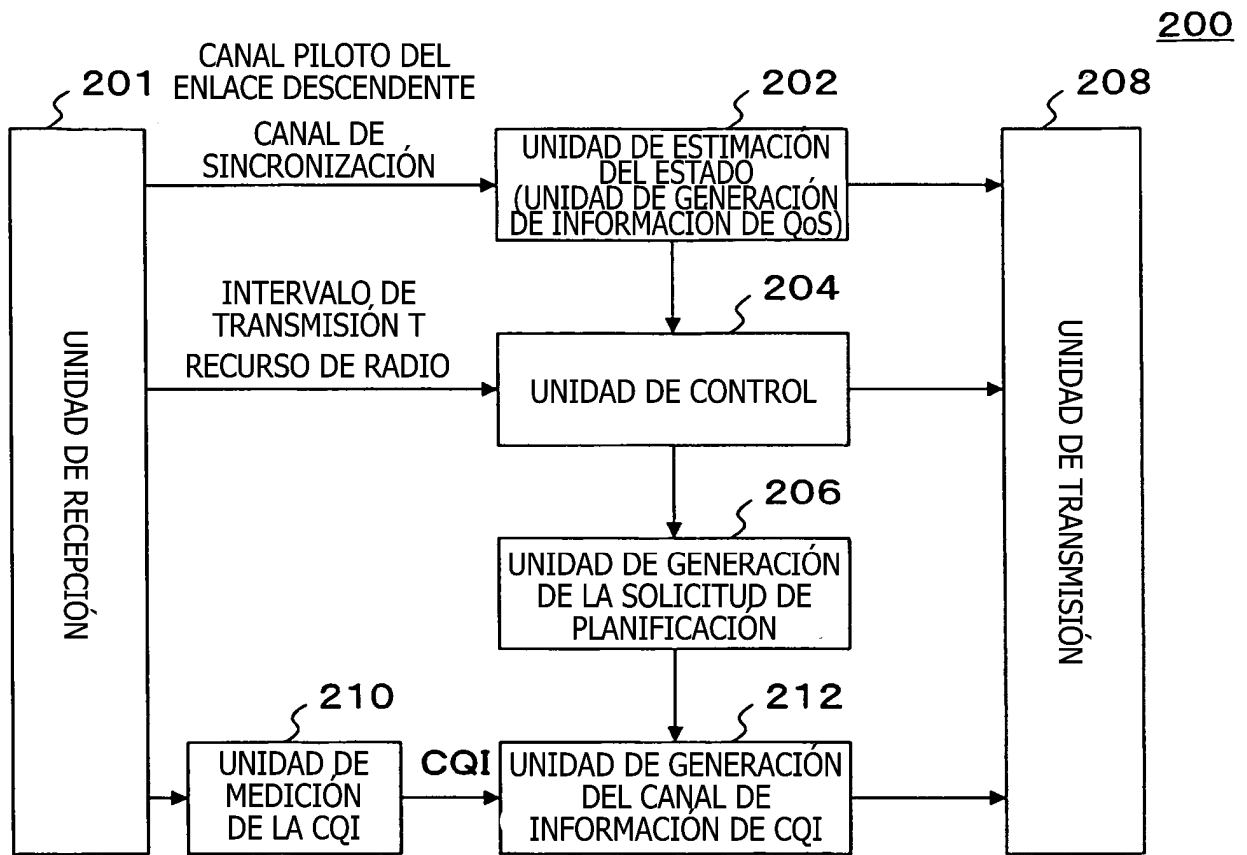 200
CANAL PILOTO DEL
ENLACE DESCENDENTE
201
202
208
CANAL DE
SINCRONIZACIÓN
UNIDAD DE ESTIMACIÓN
DEL ESTADO
(UNIDAD DE GENERACIÓN
DE INFORMACIÓN DE QoS)
INTERVALO DE
TRANSMISIÓN T
RECURSO DE RADIO
204
UNIDAD DE CONTROL
UNIDAD DE RECEPCIÓN
UNIDAD DE TRANSMISIÓN
206
UNIDAD DE GENERACIÓN
DE LA SOLICITUD DE
PLANIFICACIÓN
210
212
UNIDAD DE
MEDICIÓN
DE LA CQI
CQI
UNIDAD DE GENERACIÓN
DEL CANAL DE
INFORMACIÓN DE CQI